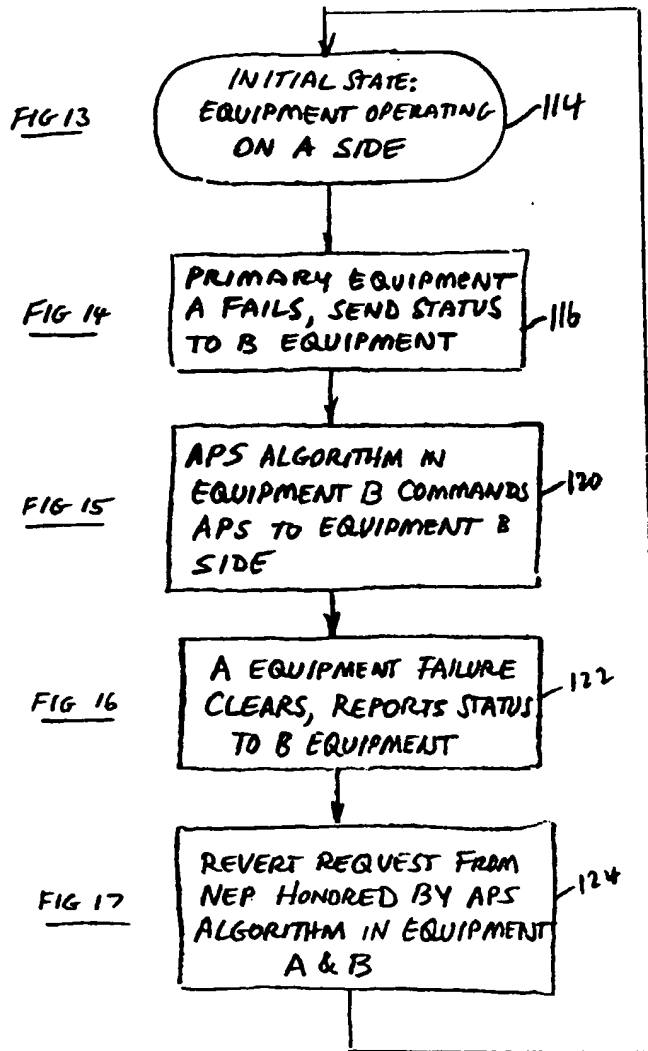 FIG 13
INITIAL STATE:
EQUIPMENT OPERATING
ON A SIDE
114
FIG 14
PRIMARY EQUIPMENT
A FAILS, SEND STATUS
TO B EQUIPMENT
116
FIG 15
APS ALGORITHM IN
EQUIPMENT B COMMANDS
APS TO EQUIPMENT B
SIDE
120
FIG 16
A EQUIPMENT FAILURE
CLEARS, REPORTS STATUS
TO B EQUIPMENT
122
FIG 17
REVERT REQUEST FROM
NEP HONORED BY APS
ALGORITHM IN EQUIPMENT
A & B
124